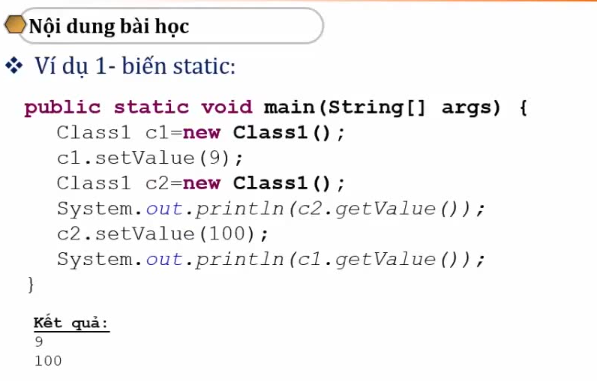 Nội dung bài học
Ví dụ 1- biến static:
public static void main(String[] args) {
Class1 c1=new Class1();
c1.setValue(9);
Class1 c2=new Class1();
System.out.println(c2.getValue());
c2.setValue(100);
System.out.println(c1.getValue());
}
Kết quả:
9
100